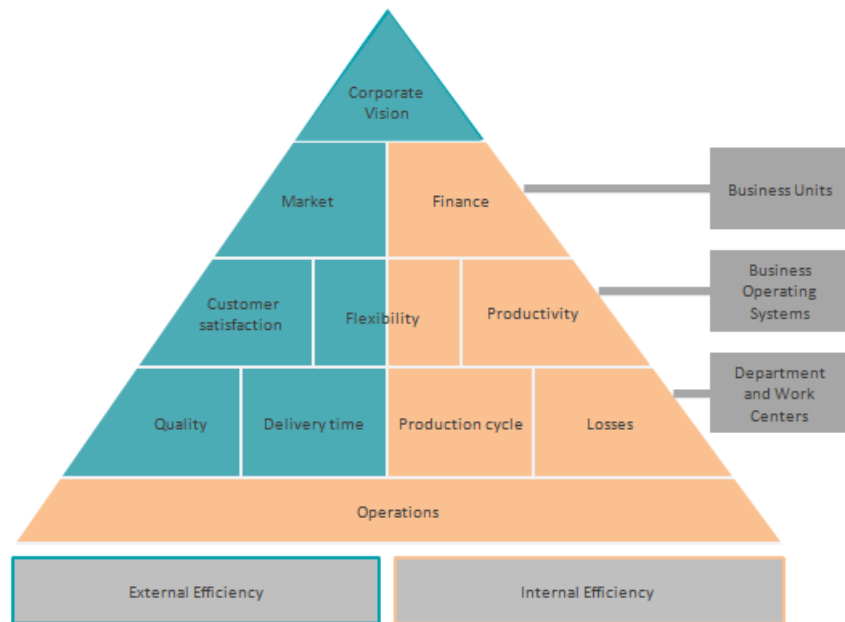 Corporate
Vision
Market
Finance
Business Units
Customer
satisfaction
Flexibility
Productivity
Business
Operating
Systems
Quality
Delivery time
Production cycle
Losses
Department
and Work
Centers
Operations
External Efficiency
Internal Efficiency